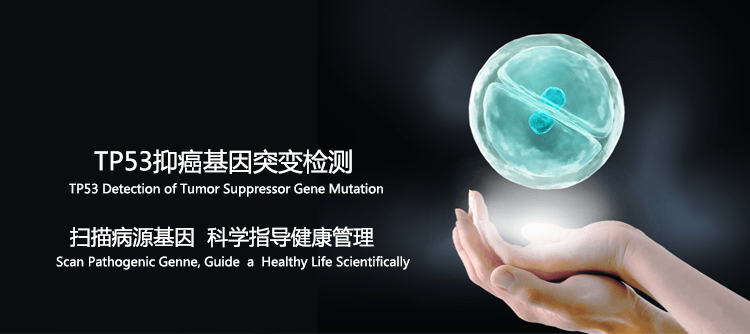 TP53抑癌基因突变检测
TP53 Detection of Tumor Suppressor Gene Mutation
扫描病源基因 科学指导健康管理
Scan Pathogenic Genne, Guide a Healthy Life Scientifically